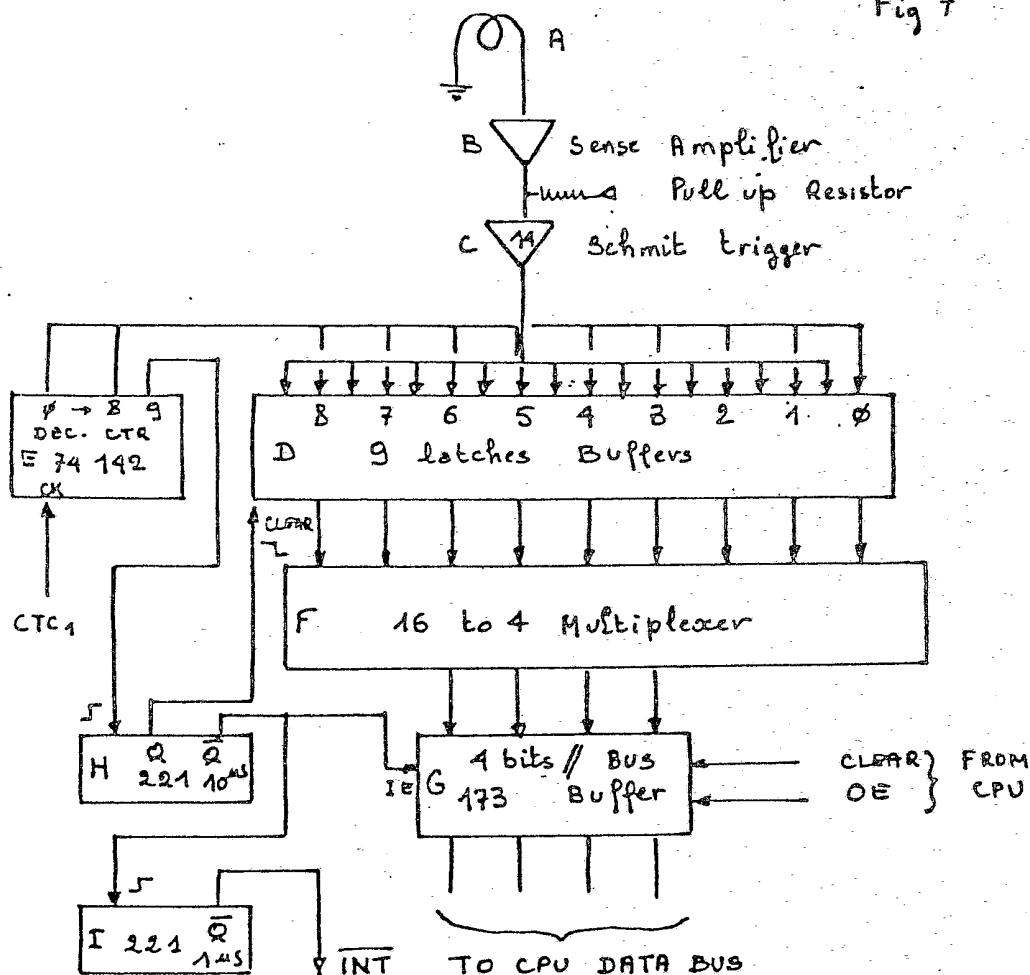 Fig 7
A
B Sense Amplifier
Pull up Resistor
C 14 Schmit trigger
ø → 8 9
DEC. CTR
E 74 142
CK
8 7 6 5 4 3 2 1 ø
D 9 latches Buffers
CLEAR
CTC1
F 16 to 4 Multiplexer
H Q Q̅
221 10µs
IE G 4 bits // Bus
173 Buffer
CLEAR } FROM
OE } CPU
I 221 Q̅
1µs
I̅N̅T̅
TO CPU DATA BUS